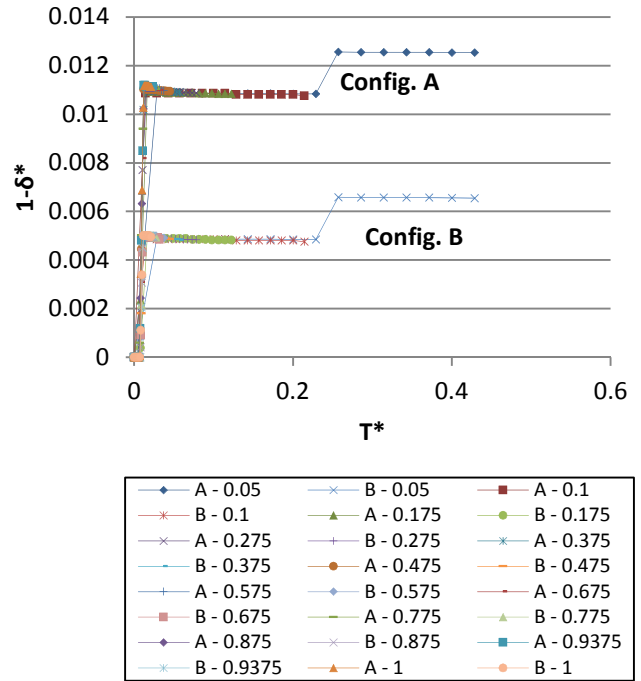 0.014
0.012
0.01
0.008
0.006
0.004
0.002
0
1-δ*
Config. A
Config. B
0 0.2 0.4 0.6
T*
A - 0.05 B - 0.05 A - 0.1
B - 0.1 A - 0.175 B - 0.175
A - 0.275 B - 0.275 A - 0.375
B - 0.375 A - 0.475 B - 0.475
A - 0.575 B - 0.575 A - 0.675
B - 0.675 A - 0.775 B - 0.775
A - 0.875 B - 0.875 A - 0.9375
B - 0.9375 A - 1 B - 1